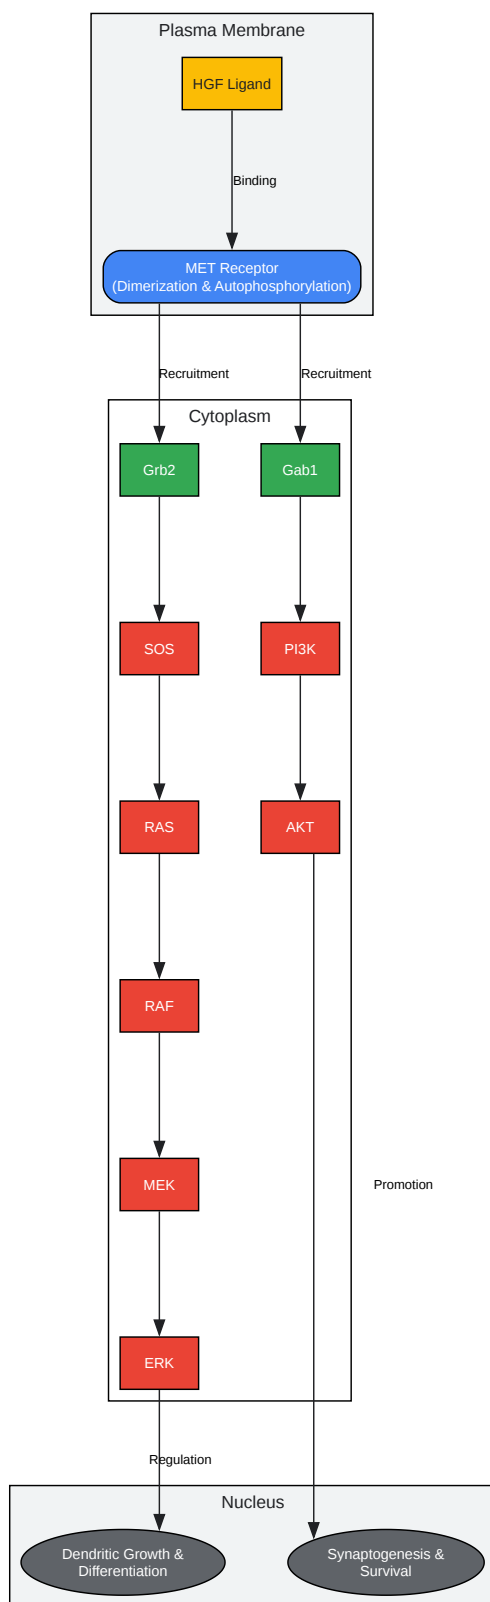 Plasma Membrane
HGF Ligand
Binding
MET Receptor
(Dimerization & Autophosphorylation)
Recruitment
Recruitment
Cytoplasm
Grb2
Gab1
SOS
PI3K
RAS
AKT
RAF
MEK
Promotion
ERK
Regulation
Nucleus
Dendritic Growth &
Differentiation
Synaptogenesis &
Survival